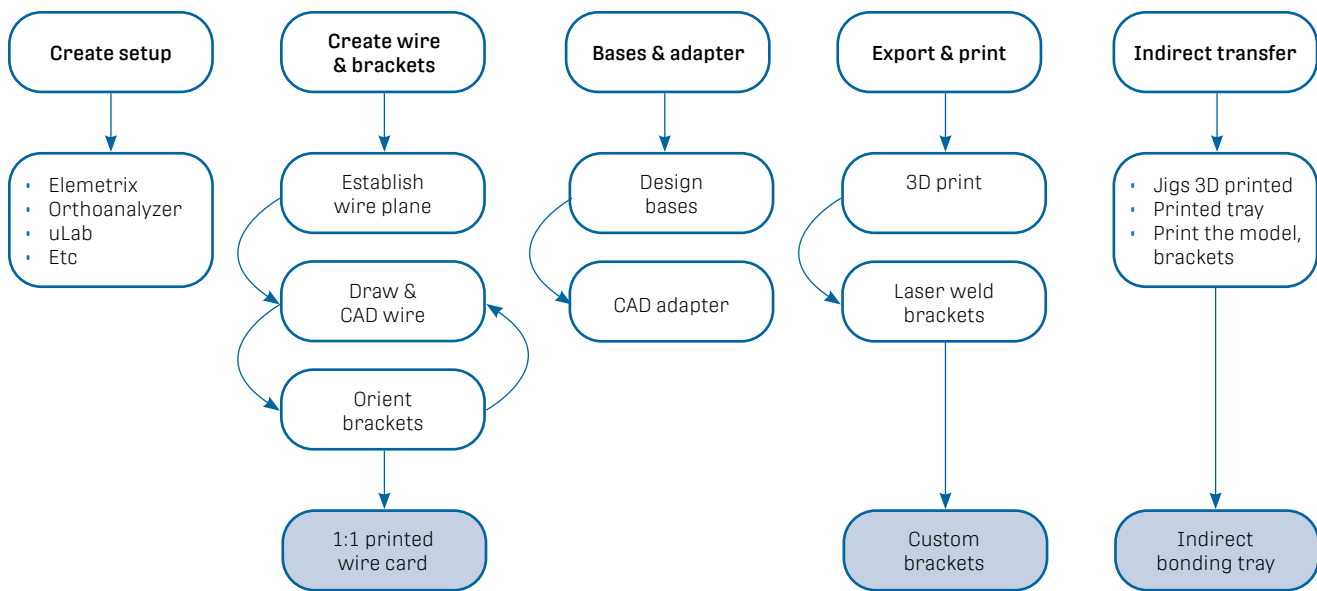 Create setup
Create wire
& brackets
Bases & adapter
Export & print
Indirect transfer
· Elemetrix
· Orthoanalyzer
· uLab
· Etc
Establish
wire plane
Draw &
CAD wire
Orient
brackets
1:1 printed
wire card
Design
bases
CAD adapter
3D print
Laser weld
brackets
Custom
brackets
· Jigs 3D printed
· Printed tray
· Print the model,
brackets
Indirect
bonding tray